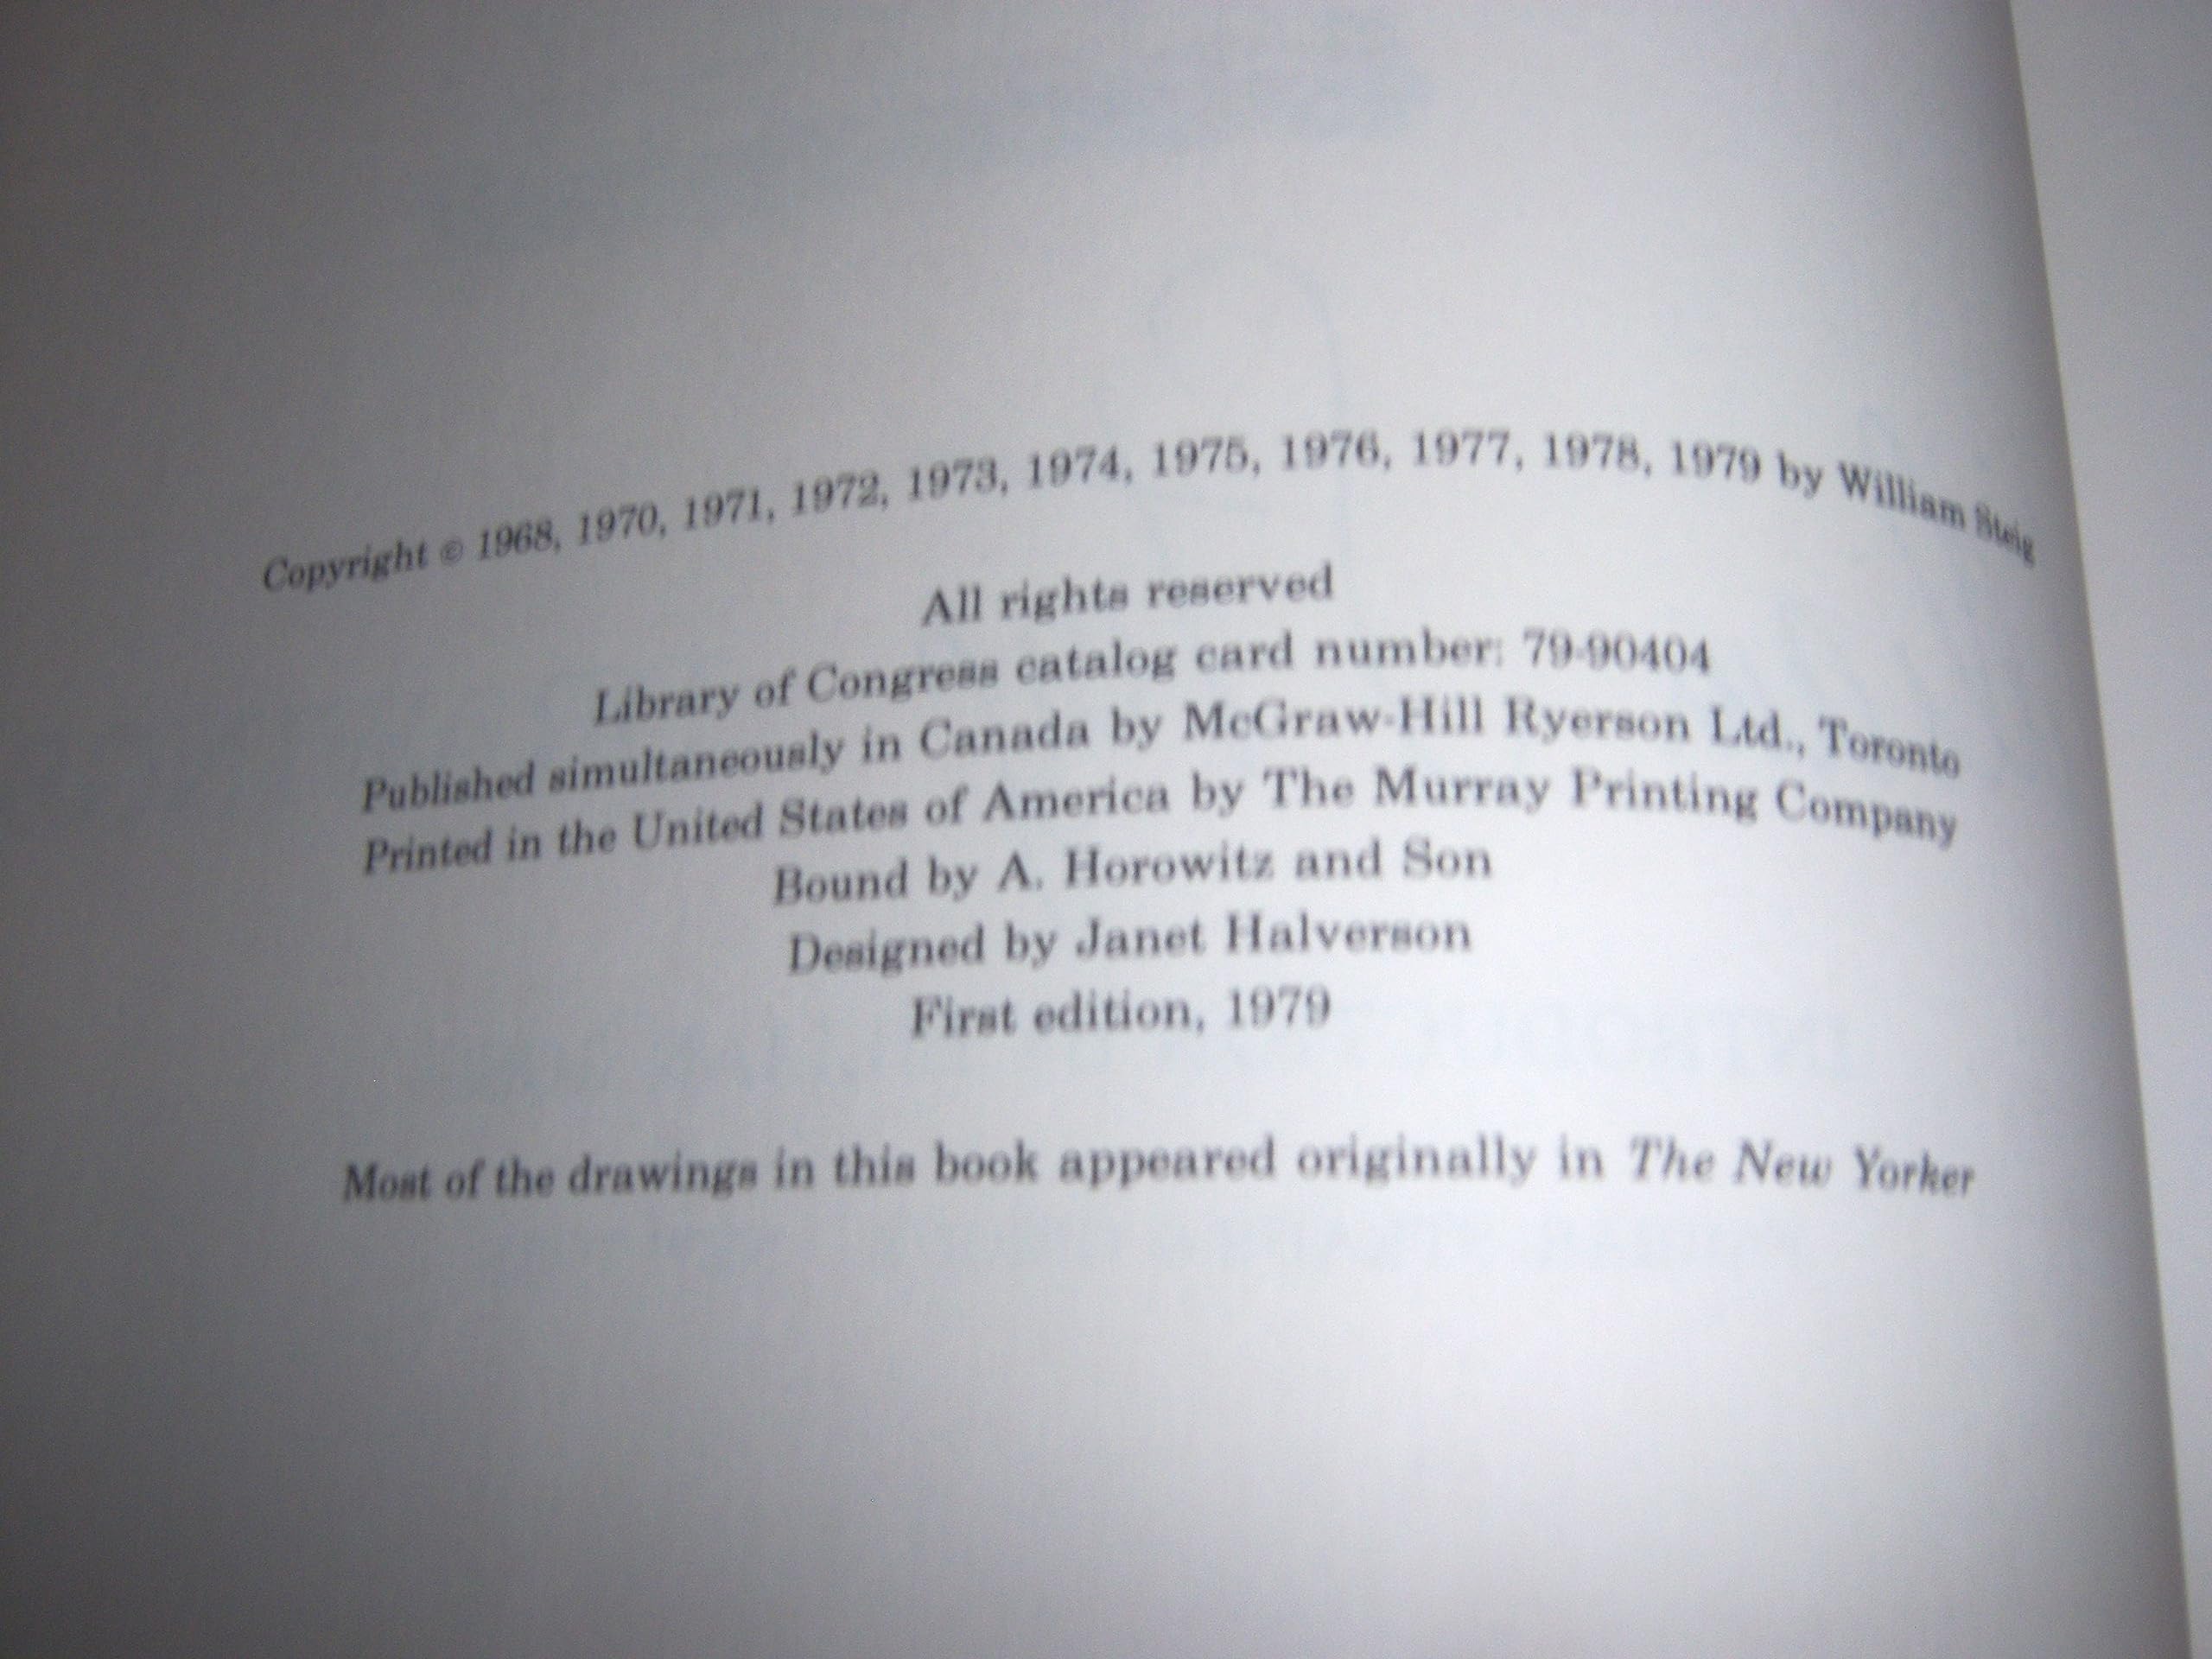 Copyright © 1968, 1970, 1971, 1972, 1973, 1974, 1975, 1976, 1977, 1978, 1979 by William Steig
All rights reserved
Library of Congress catalog card number: 79-90404
Published simultaneously in Canada by McGraw-Hill Ryerson Ltd., Toronto
Printed in the United States of America by The Murray Printing Company
Bound by A. Horowitz and Son
Designed by Janet Halverson
First edition, 1979
Most of the drawings in this book appeared originally in The New Yorker